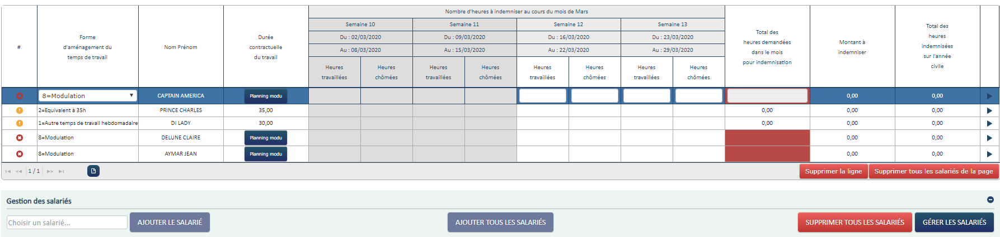 Nombre d'heures à indemniser au cours du mois de Mars
#
Forme
d'aménagement du
temps de travail
Nom Prénom
Durée
contractuelle
du travail
Semaine 10
Semaine 11
Semaine 12
Semaine 13
Du : 02/03/2020
Du : 09/03/2020
Du : 16/03/2020
Du : 23/03/2020
Au : 08/03/2020
Au : 15/03/2020
Au : 22/03/2020
Au : 29/03/2020
Heures
travaillées
Heures
chômées
Heures
travaillées
Heures
chômées
Heures
travaillées
Heures
chômées
Heures
travaillées
Heures
chômées
Total des
heures demandées
dans le mois
pour indemnisation
Montant à
indemniser
Total des
heures
indemnisées
sur l'année
civile
8=Modulation CAPTAIN AMERICA Planning modu 0,00 0,00
2=Equivalent à 35h PRINCE CHARLES 35,00 0,00 0,00 0,00
1=Autre temps de travail hebdomadaire DI LADY 30,00 0,00 0,00 0,00
8=Modulation DELUNE CLAIRE Planning modu 0,00 0,00
8=Modulation AYMAR JEAN Planning modu 0,00 0,00
1 / 1 Supprimer la ligne Supprimer tous les salariés de la page
Gestion des salariés
Choisir un salarié... AJOUTER LE SALARIÉ AJOUTER TOUS LES SALARIÉS SUPPRIMER TOUS LES SALARIÉS GÉRER LES SALARIÉS